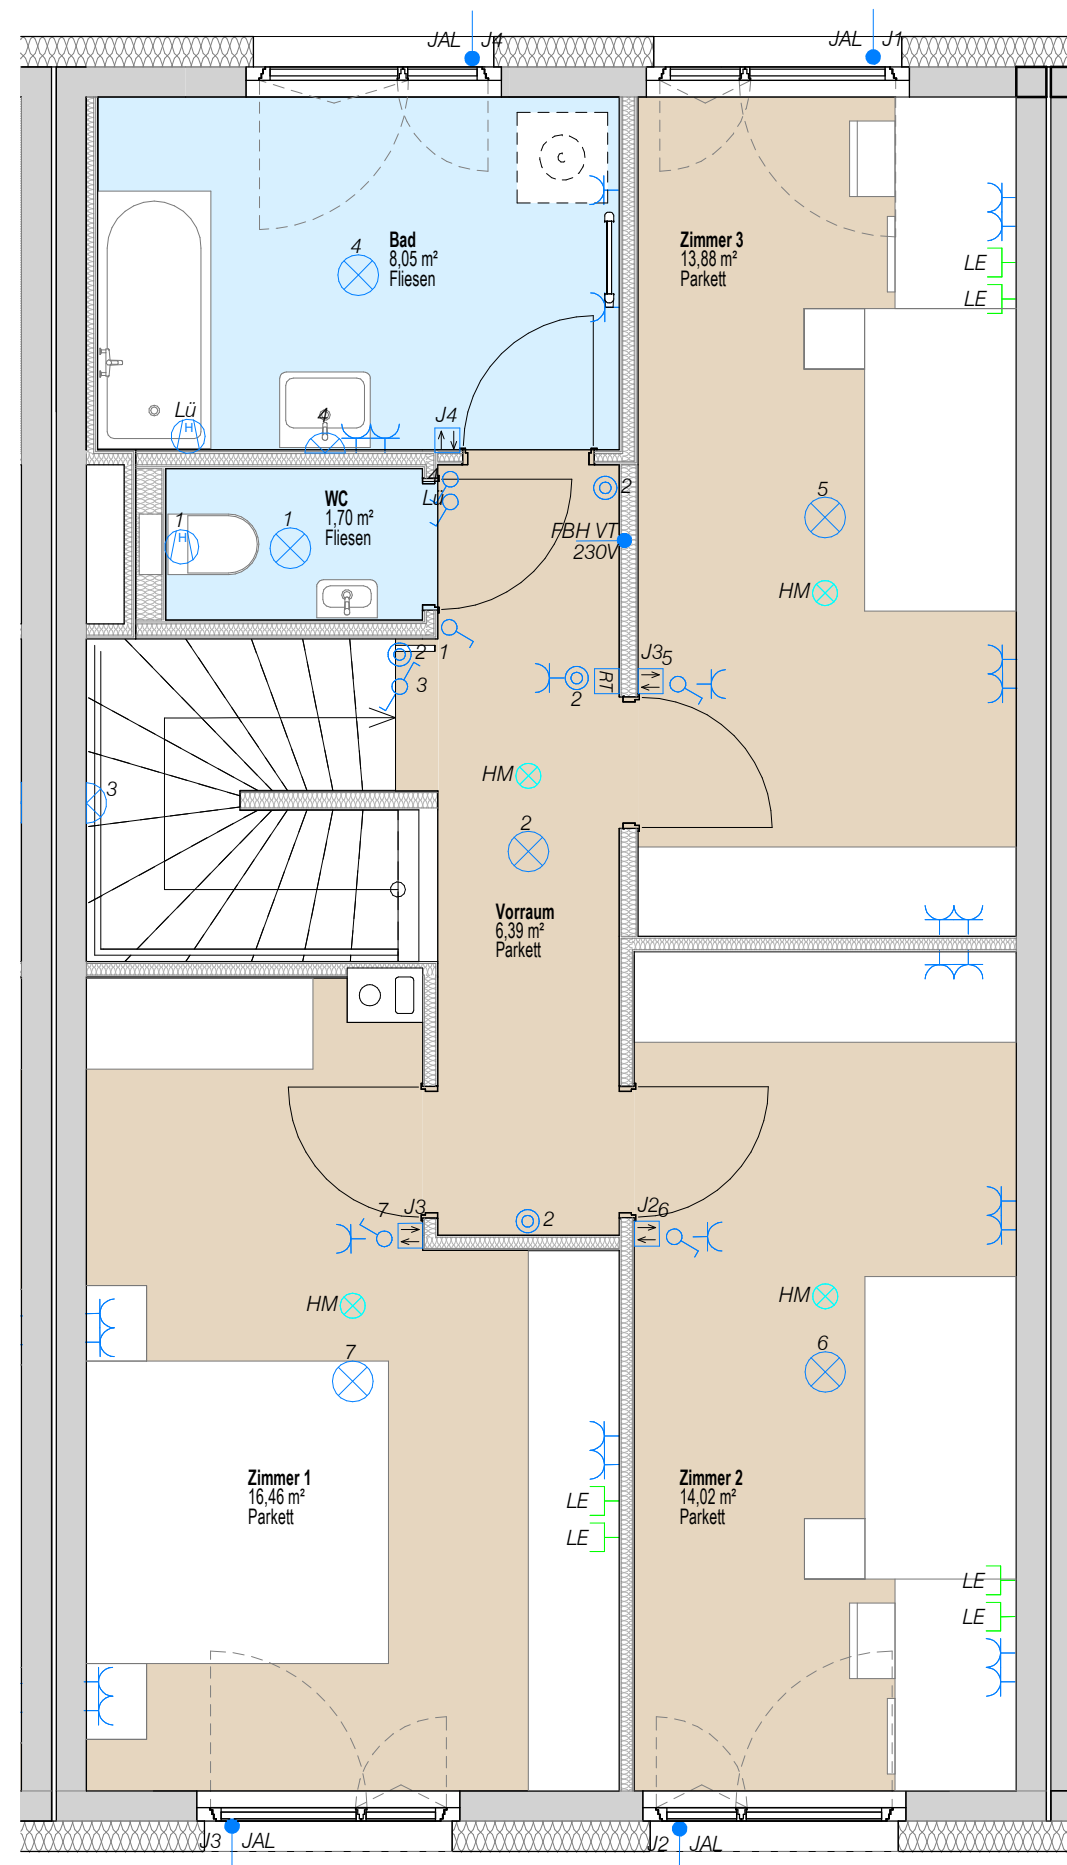 JAL J4
JAL J1
4
Bad
8,05 m²
Fliesen
Zimmer 3
13,88 m²
Parkett
LE
LE
Lü
H
4
J4
4
Lü
2
WC
1,70 m²
Fliesen
1
H
1
5
FBH VT
230V
HM
2 1
3
2
RT
J3 5
3
HM
2
Vorraum
6,39 m²
Parkett
7 J3
2
J2 6
HM
HM
7
6
Zimmer 1
16,46 m²
Parkett
LE
LE
Zimmer 2
14,02 m²
Parkett
LE
LE
J3 JAL
J2 JAL